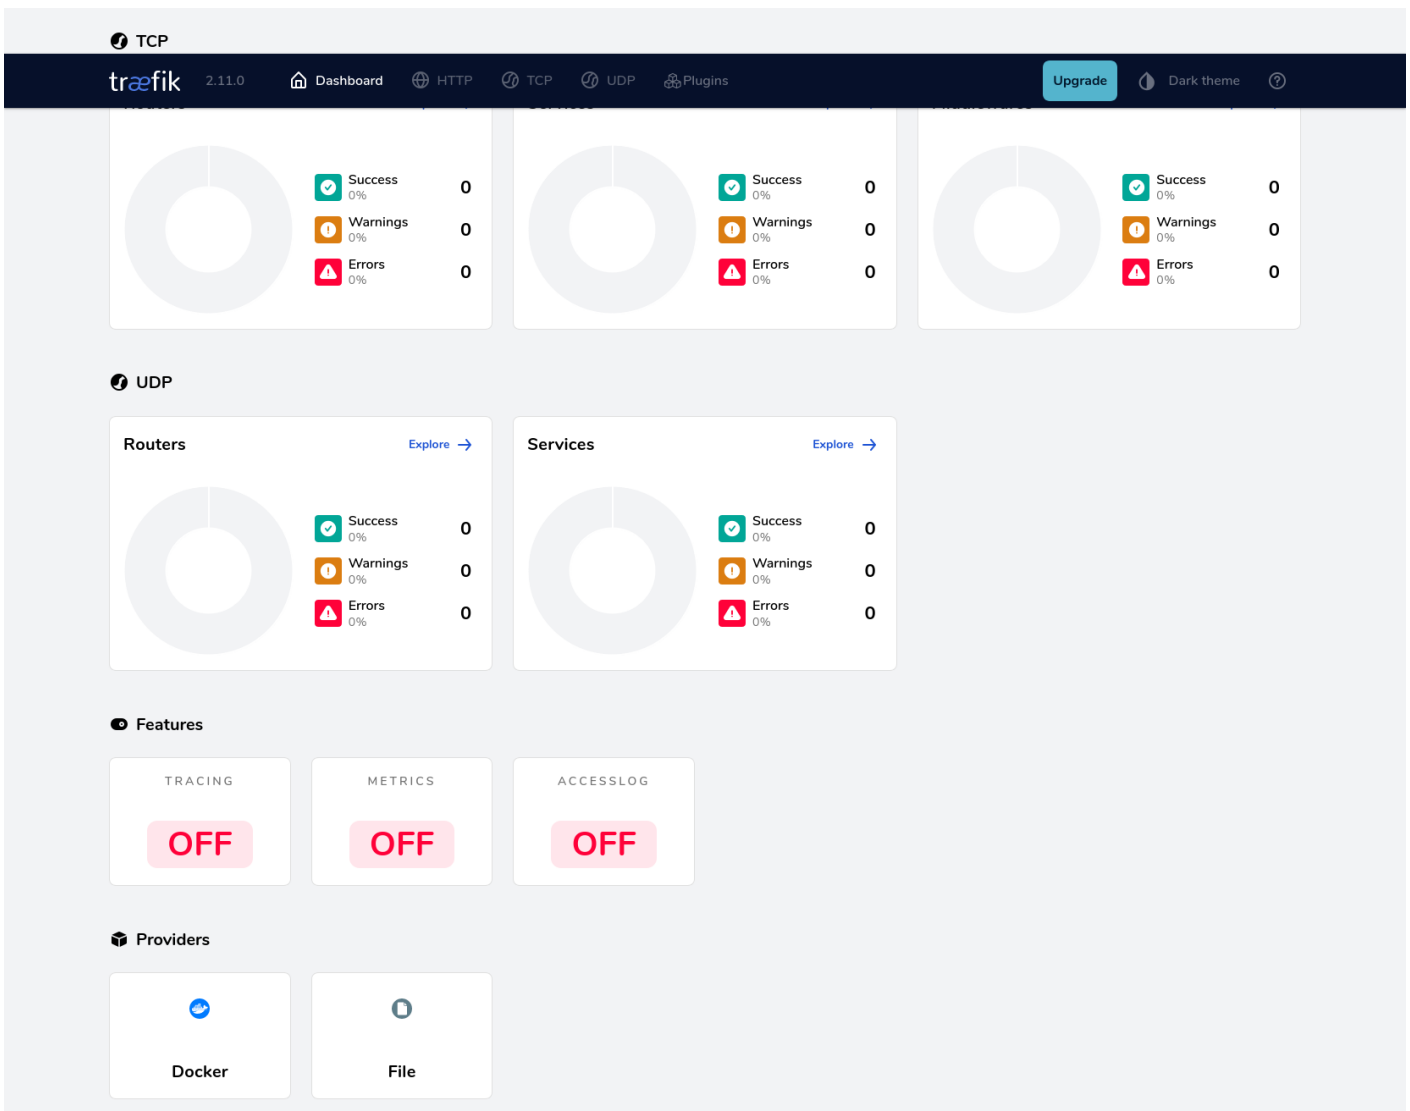 TCP
træfik 2.11.0 Dashboard HTTP TCP UDP Plugins Upgrade Dark theme
Success 0 Success 0 Success 0
0% 0% 0%
Warnings 0 Warnings 0 Warnings 0
0% 0% 0%
Errors 0 Errors 0 Errors 0
0% 0% 0%
UDP
Routers Explore → Services Explore →
Success 0 Success 0
0% 0%
Warnings 0 Warnings 0
0% 0%
Errors 0 Errors 0
0% 0%
Features
TRACING METRICS ACCESSLOG
OFF OFF OFF
Providers
Docker File